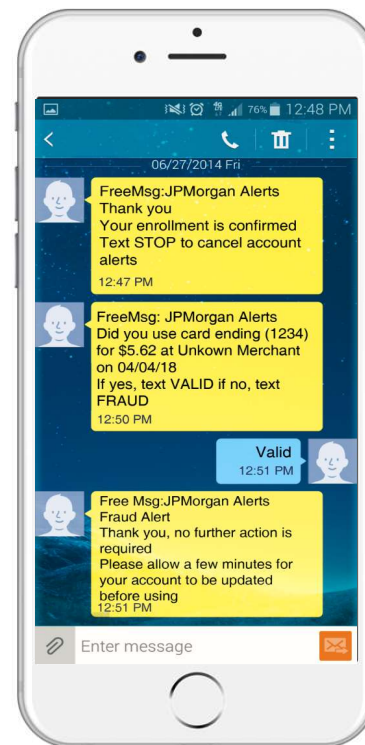 76% 12:48 PM
06/27/2014 Fri
FreeMsg:JPMorgan Alerts
Thank you
Your enrollment is confirmed
Text STOP to cancel account
alerts
12:47 PM
FreeMsg: JPMorgan Alerts
Did you use card ending (1234)
for $5.62 at Unkown Merchant
on 04/04/18
If yes, text VALID if no, text
FRAUD
12:50 PM
Valid
12:51 PM
Free Msg:JPMorgan Alerts
Fraud Alert
Thank you, no further action is
required
Please allow a few minutes for
your account to be updated
before using
12:51 PM
Enter message